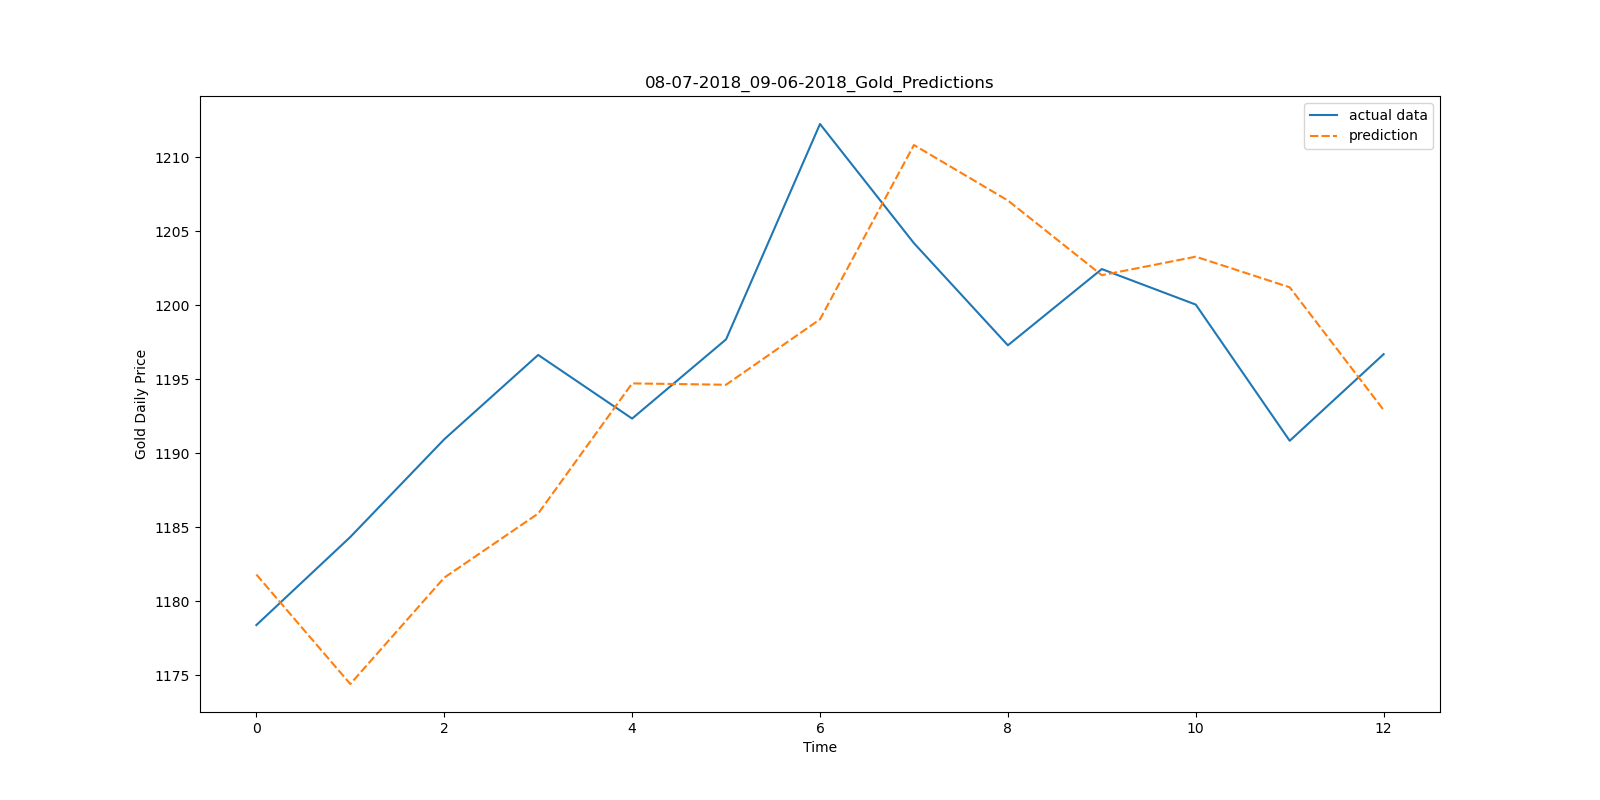 08-07-2018_09-06-2018_Gold_Predictions
actual data
prediction
Gold Daily Price
1210
1205
1200
1195
1190
1185
1180
1175
0 2 4 6 8 10 12
Time